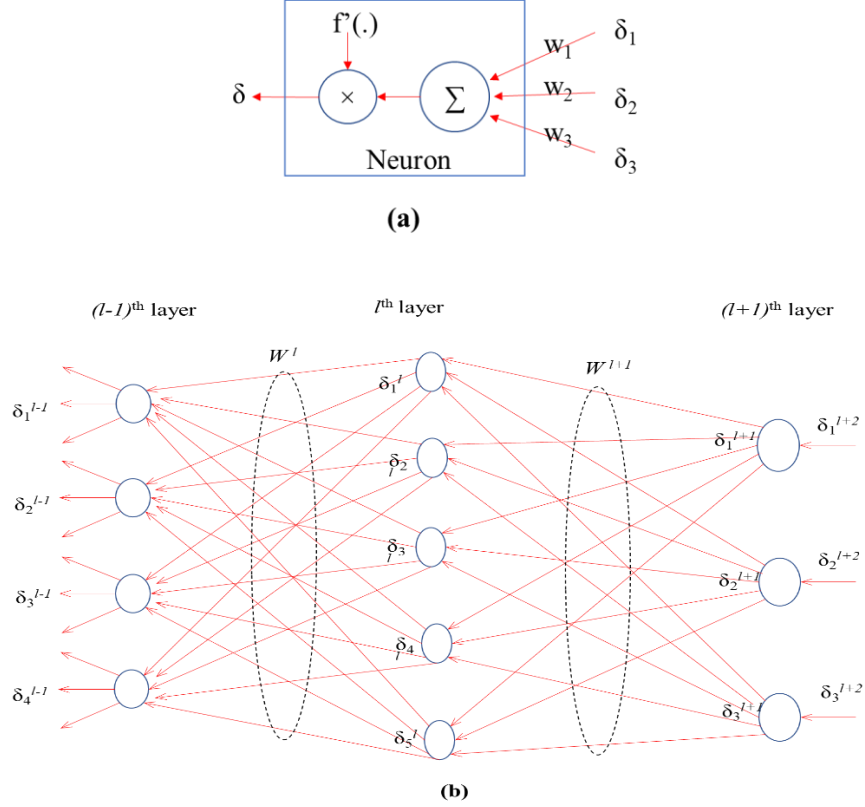 f'(.)
w₁ δ₁
δ × ∑ w₂ δ₂
w₃ δ₃
Neuron
(a)
(l-1)ᵗʰ layer lᵗʰ layer (l+1)ᵗʰ layer
Wˡ Wˡ⁺¹
δ₁ˡ
δ₁ˡ⁻¹ δ₁ˡ⁺¹ δ₁ˡ⁺²
δ₂
l
δ₂ˡ⁻¹
δ₃
l
δ₂ˡ⁺¹ δ₂ˡ⁺²
δ₃ˡ⁻¹
δ₄
l
δ₄ˡ⁻¹ δ₃ˡ⁺¹ δ₃ˡ⁺²
δ₅ˡ
(b)